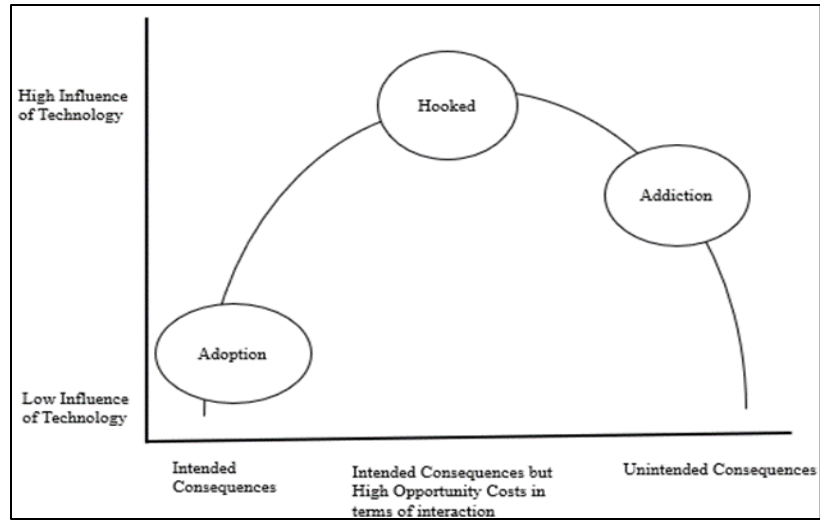 High Influence
of Technology
Hooked
Addiction
Adoption
Low Influence
of Technology
Intended
Consequences
Intended Consequences but
High Opportunity Costs in
terms of interaction
Unintended Consequences